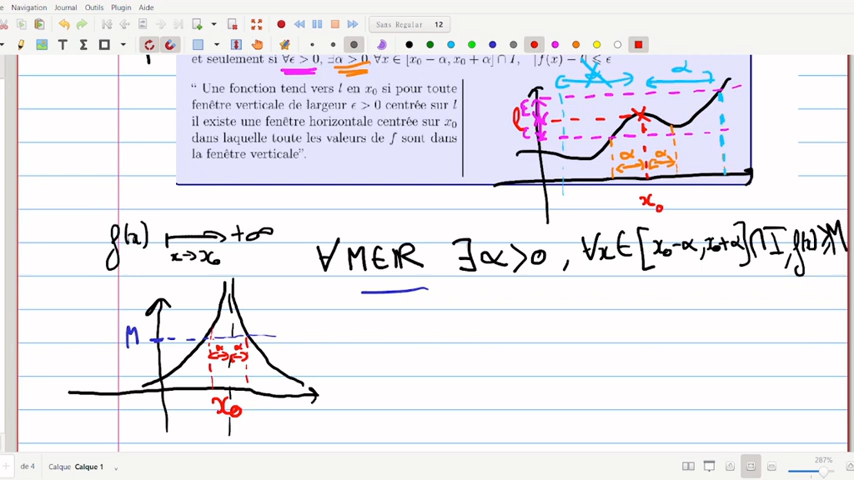 Navigation Journal Outils Plugin Aide
Sans Regular 12
et seulement si ∀ϵ > 0, ∃α > 0, ∀x ∈ [x₀ − α, x₀ + α] ∩ I, |f(x) − l| ⩽ ϵ
“ Une fonction tend vers l en x₀ si pour toute
fenêtre verticale de largeur ϵ > 0 centrée sur l
il existe une fenêtre horizontale centrée sur x₀
dans laquelle toute les valeurs de f sont dans
la fenêtre verticale”.
α α
ε
l
ε
α α
x₀
f(x) → +∞
x→x₀
∀ M∈ℝ ∃α>0, ∀x∈[x₀-α, x₀+α]∩I, f(x)⩾M
M
α α
x₀
de 4 Calque Calque 1 287%